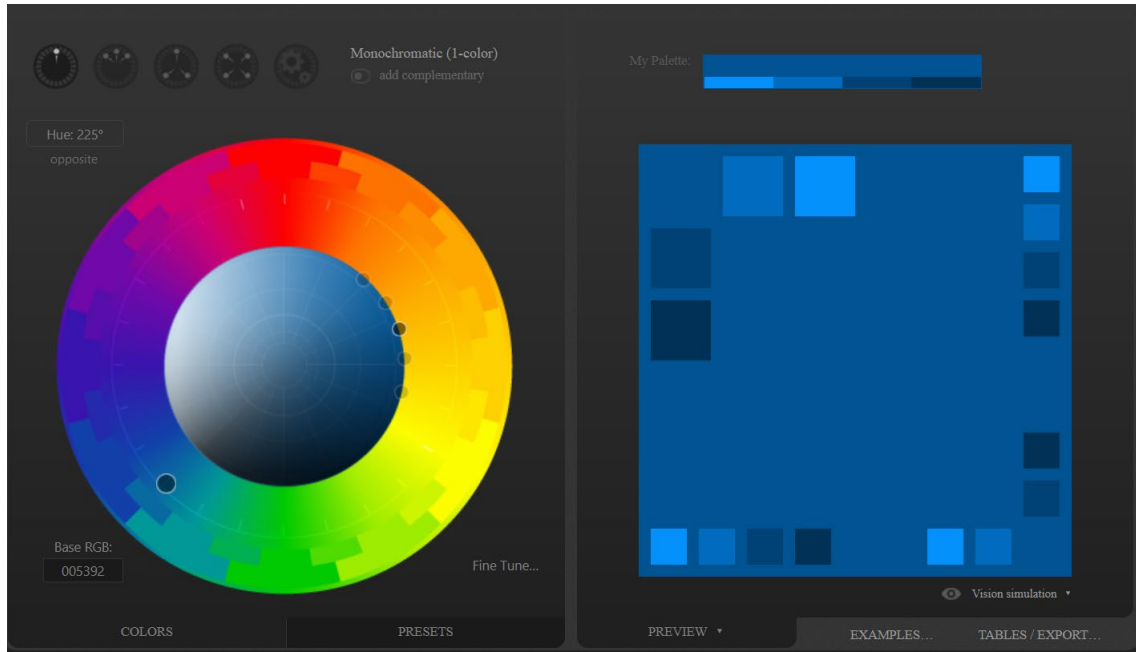 Monochromatic (1-color)
add complementary
Hue: 225°
opposite
Base RGB:
005392
Fine Tune...
COLORS
PRESETS
My Palette:
Vision simulation ▾
PREVIEW ▾
EXAMPLES...
TABLES / EXPORT...